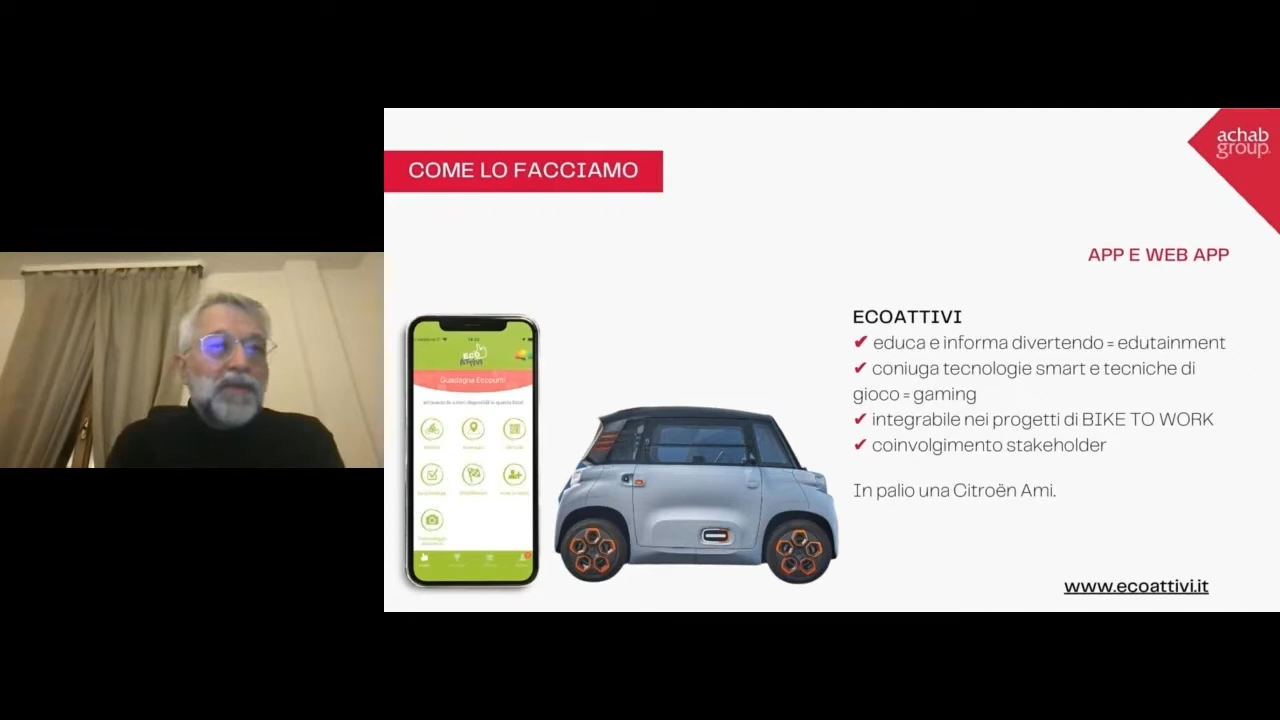 achab
group.
COME LO FACCIAMO
APP E WEB APP
ECOATTIVI
✔ educa e informa divertendo = edutainment
✔ coniuga tecnologie smart e tecniche di
gioco = gaming
✔ integrabile nei progetti di BIKE TO WORK
✔ coinvolgimento stakeholder
In palio una Citroën Ami.
www.ecoattivi.it
ECO
Guadagna Ecopunti